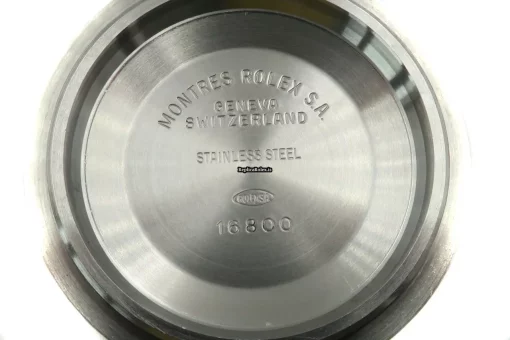 MONTRES ROLEX S.A.
GENEVA
SWITZERLAND
STAINLESS STEEL
16800